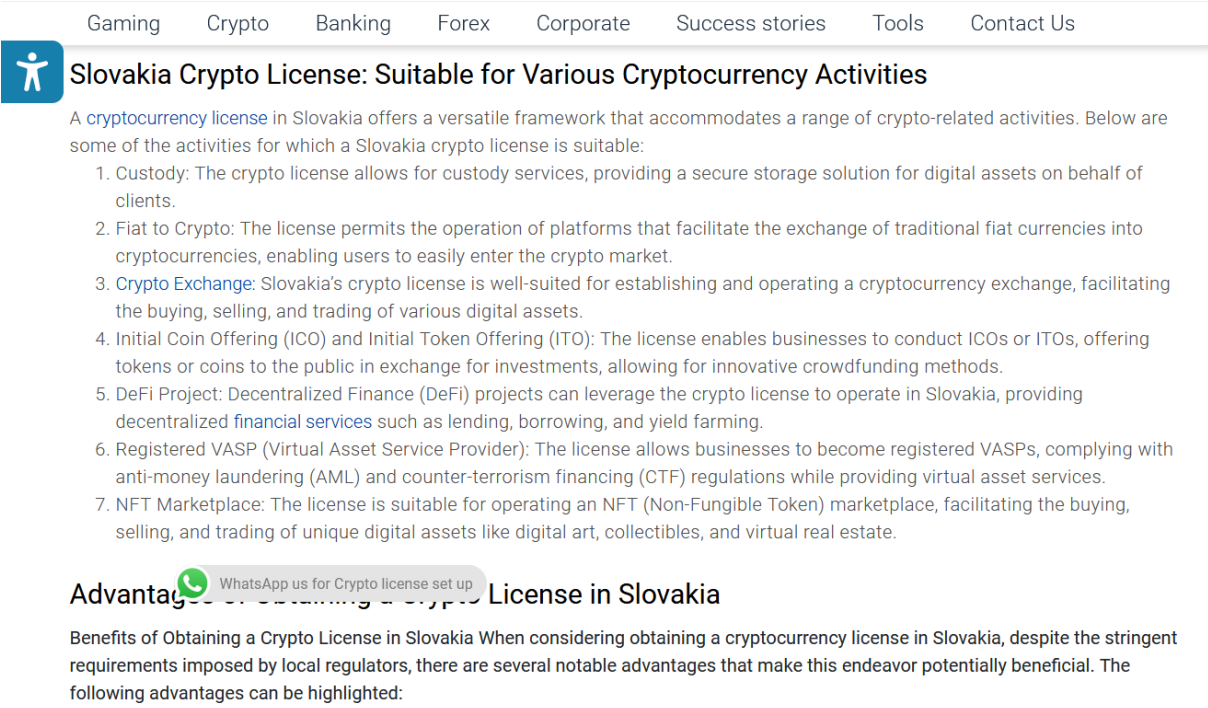 Gaming Crypto Banking Forex Corporate Success stories Tools Contact Us
Slovakia Crypto License: Suitable for Various Cryptocurrency Activities
A cryptocurrency license in Slovakia offers a versatile framework that accommodates a range of crypto-related activities. Below are
some of the activities for which a Slovakia crypto license is suitable:
1. Custody: The crypto license allows for custody services, providing a secure storage solution for digital assets on behalf of
clients.
2. Fiat to Crypto: The license permits the operation of platforms that facilitate the exchange of traditional fiat currencies into
cryptocurrencies, enabling users to easily enter the crypto market.
3. Crypto Exchange: Slovakia’s crypto license is well-suited for establishing and operating a cryptocurrency exchange, facilitating
the buying, selling, and trading of various digital assets.
4. Initial Coin Offering (ICO) and Initial Token Offering (ITO): The license enables businesses to conduct ICOs or ITOs, offering
tokens or coins to the public in exchange for investments, allowing for innovative crowdfunding methods.
5. DeFi Project: Decentralized Finance (DeFi) projects can leverage the crypto license to operate in Slovakia, providing
decentralized financial services such as lending, borrowing, and yield farming.
6. Registered VASP (Virtual Asset Service Provider): The license allows businesses to become registered VASPs, complying with
anti-money laundering (AML) and counter-terrorism financing (CTF) regulations while providing virtual asset services.
7. NFT Marketplace: The license is suitable for operating an NFT (Non-Fungible Token) marketplace, facilitating the buying,
selling, and trading of unique digital assets like digital art, collectibles, and virtual real estate.
WhatsApp us for Crypto license set up
Advantages of Obtaining a Crypto License in Slovakia
Benefits of Obtaining a Crypto License in Slovakia When considering obtaining a cryptocurrency license in Slovakia, despite the stringent
requirements imposed by local regulators, there are several notable advantages that make this endeavor potentially beneficial. The
following advantages can be highlighted: